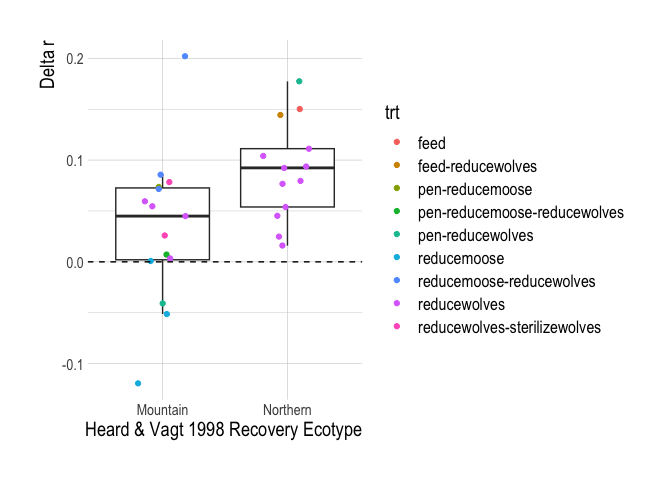 Delta r
0.2
0.1
0.0
-0.1
Mountain
Northern
Heard & Vagt 1998 Recovery Ecotype
trt
feed
feed-reducewolves
pen-reducemoose
pen-reducemoose-reducewolves
pen-reducewolves
reducemoose
reducemoose-reducewolves
reducewolves
reducewolves-sterilizewolves